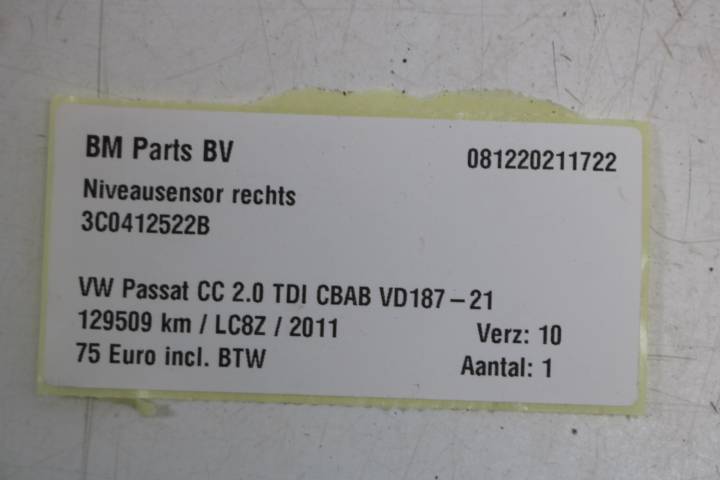 BM Parts BV 081220211722
Niveausensor rechts
3C0412522B
VW Passat CC 2.0 TDI CBAB VD187-21
129509 km / LC8Z / 2011 Verz: 10
75 Euro incl. BTW Aantal: 1